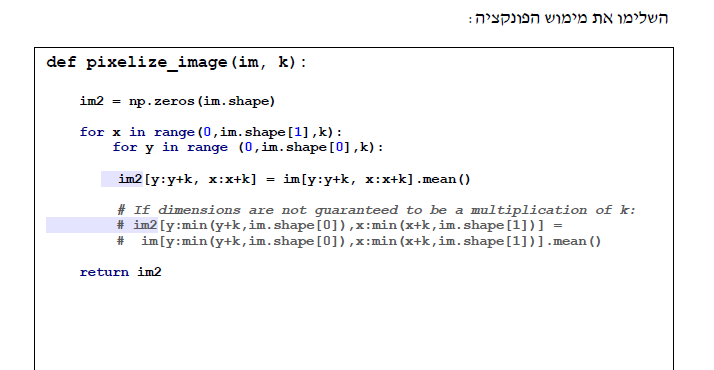 השלימו את מימוש הפונקציה:
def pixelize_image(im, k):
im2 = np.zeros(im.shape)
for x in range(0,im.shape[1],k):
for y in range (0,im.shape[0],k):
im2[y:y+k, x:x+k] = im[y:y+k, x:x+k].mean()
# If dimensions are not guaranteed to be a multiplication of k:
# im2[y:min(y+k,im.shape[0]),x:min(x+k,im.shape[1])] =
# im[y:min(y+k,im.shape[0]),x:min(x+k,im.shape[1])].mean()
return im2